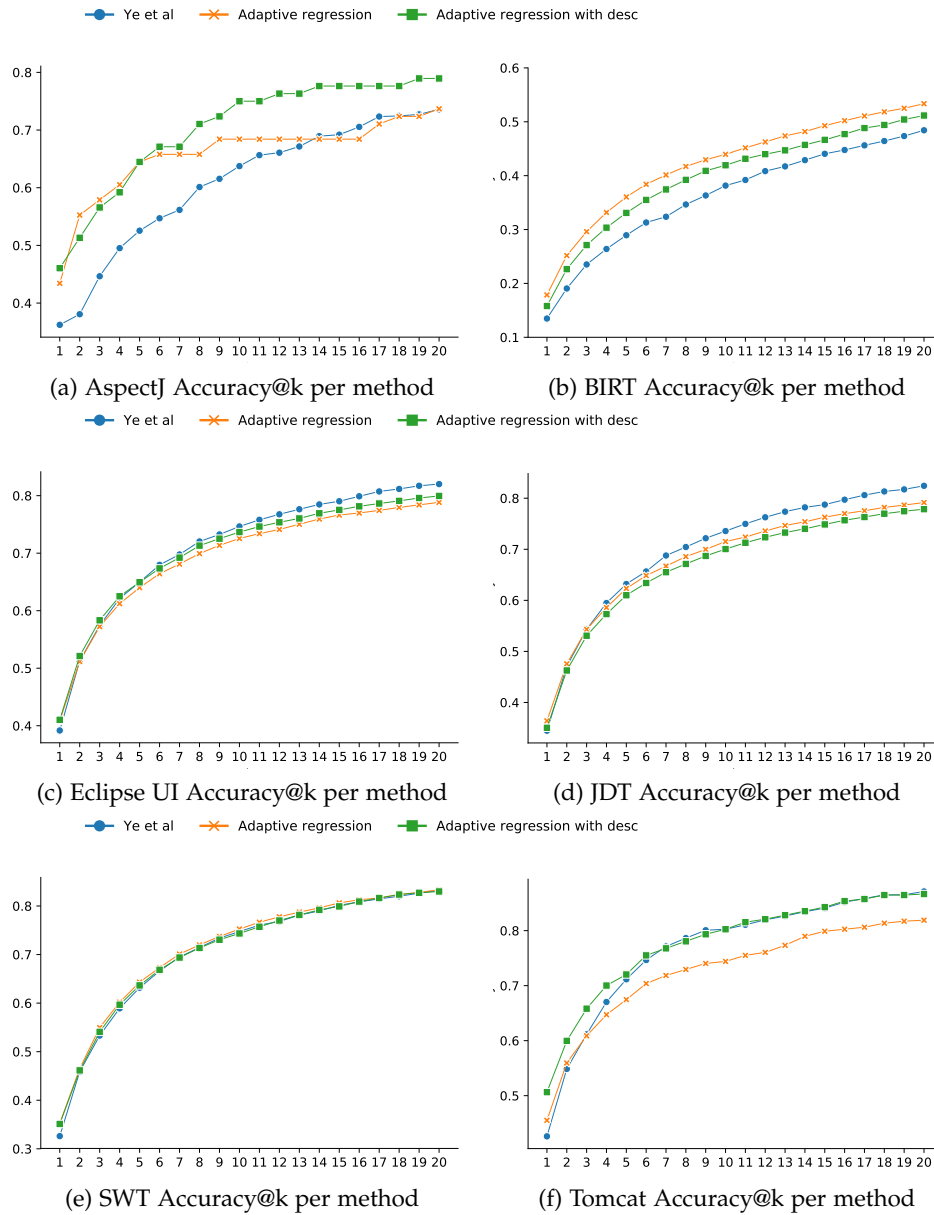 Ye et al Adaptive regression Adaptive regression with desc
0.8
0.7
0.6
0.5
0.4
1 2 3 4 5 6 7 8 9 10 11 12 13 14 15 16 17 18 19 20
(a) AspectJ Accuracy@k per method
0.6
0.5
0.4
0.3
0.2
0.1
1 2 3 4 5 6 7 8 9 10 11 12 13 14 15 16 17 18 19 20
(b) BIRT Accuracy@k per method
Ye et al Adaptive regression Adaptive regression with desc
0.8
0.7
0.6
0.5
0.4
1 2 3 4 5 6 7 8 9 10 11 12 13 14 15 16 17 18 19 20
(c) Eclipse UI Accuracy@k per method
0.8
0.7
0.6
0.5
0.4
1 2 3 4 5 6 7 8 9 10 11 12 13 14 15 16 17 18 19 20
(d) JDT Accuracy@k per method
Ye et al Adaptive regression Adaptive regression with desc
0.8
0.7
0.6
0.5
0.4
0.3
1 2 3 4 5 6 7 8 9 10 11 12 13 14 15 16 17 18 19 20
(e) SWT Accuracy@k per method
0.8
0.7
0.6
0.5
1 2 3 4 5 6 7 8 9 10 11 12 13 14 15 16 17 18 19 20
(f) Tomcat Accuracy@k per method